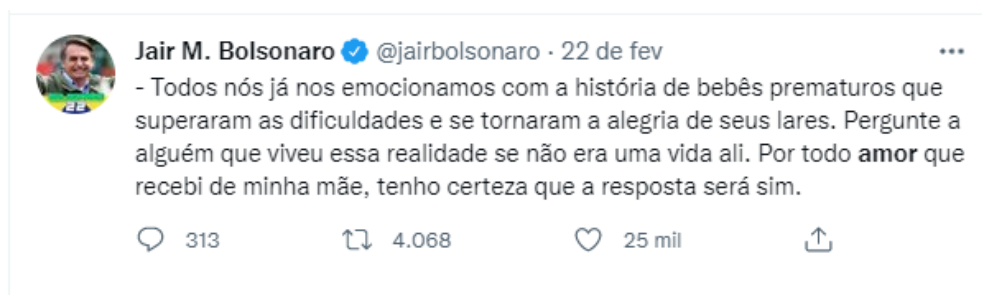 Jair M. Bolsonaro @jairbolsonaro · 22 de fev
- Todos nós já nos emocionamos com a história de bebês prematuros que
superaram as dificuldades e se tornaram a alegria de seus lares. Pergunte a
alguém que viveu essa realidade se não era uma vida ali. Por todo amor que
recebi de minha mãe, tenho certeza que a resposta será sim.
313 4.068 25 mil
22